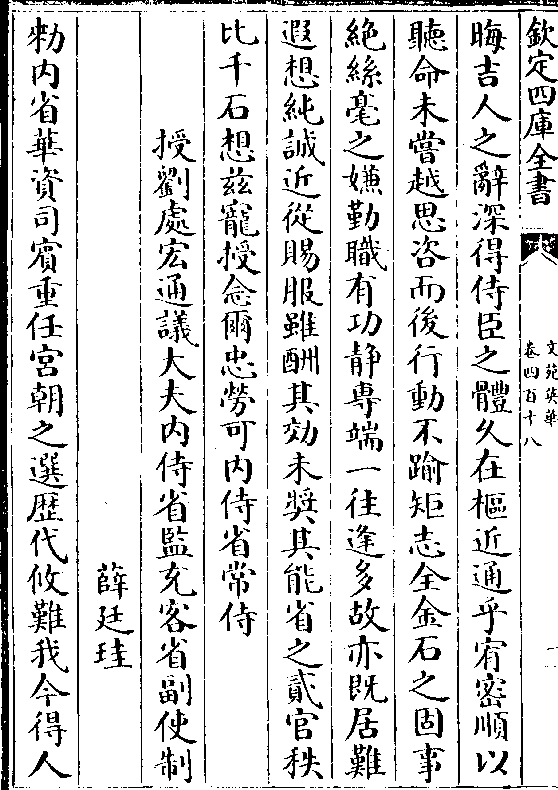 欽定四庫全書
文苑英華
卷四百十八
晦吉人之辭深得侍臣之體久在樞近通乎宥密順以
聽命未嘗越思咨而後行動不踰矩志全金石之固事
絶絲毫之嫌勤職有功静專端一往逢多故亦既居難
遐想純誠近從賜服雖酬其効未奬其能省之貳官秩
比千石想兹寵授念爾忠勞可内侍省常侍
授劉處宏通議大夫内侍省監充客省副使制
薛廷珪
勑内省華資司賓重任宮朝之選歴代攸難我今得人